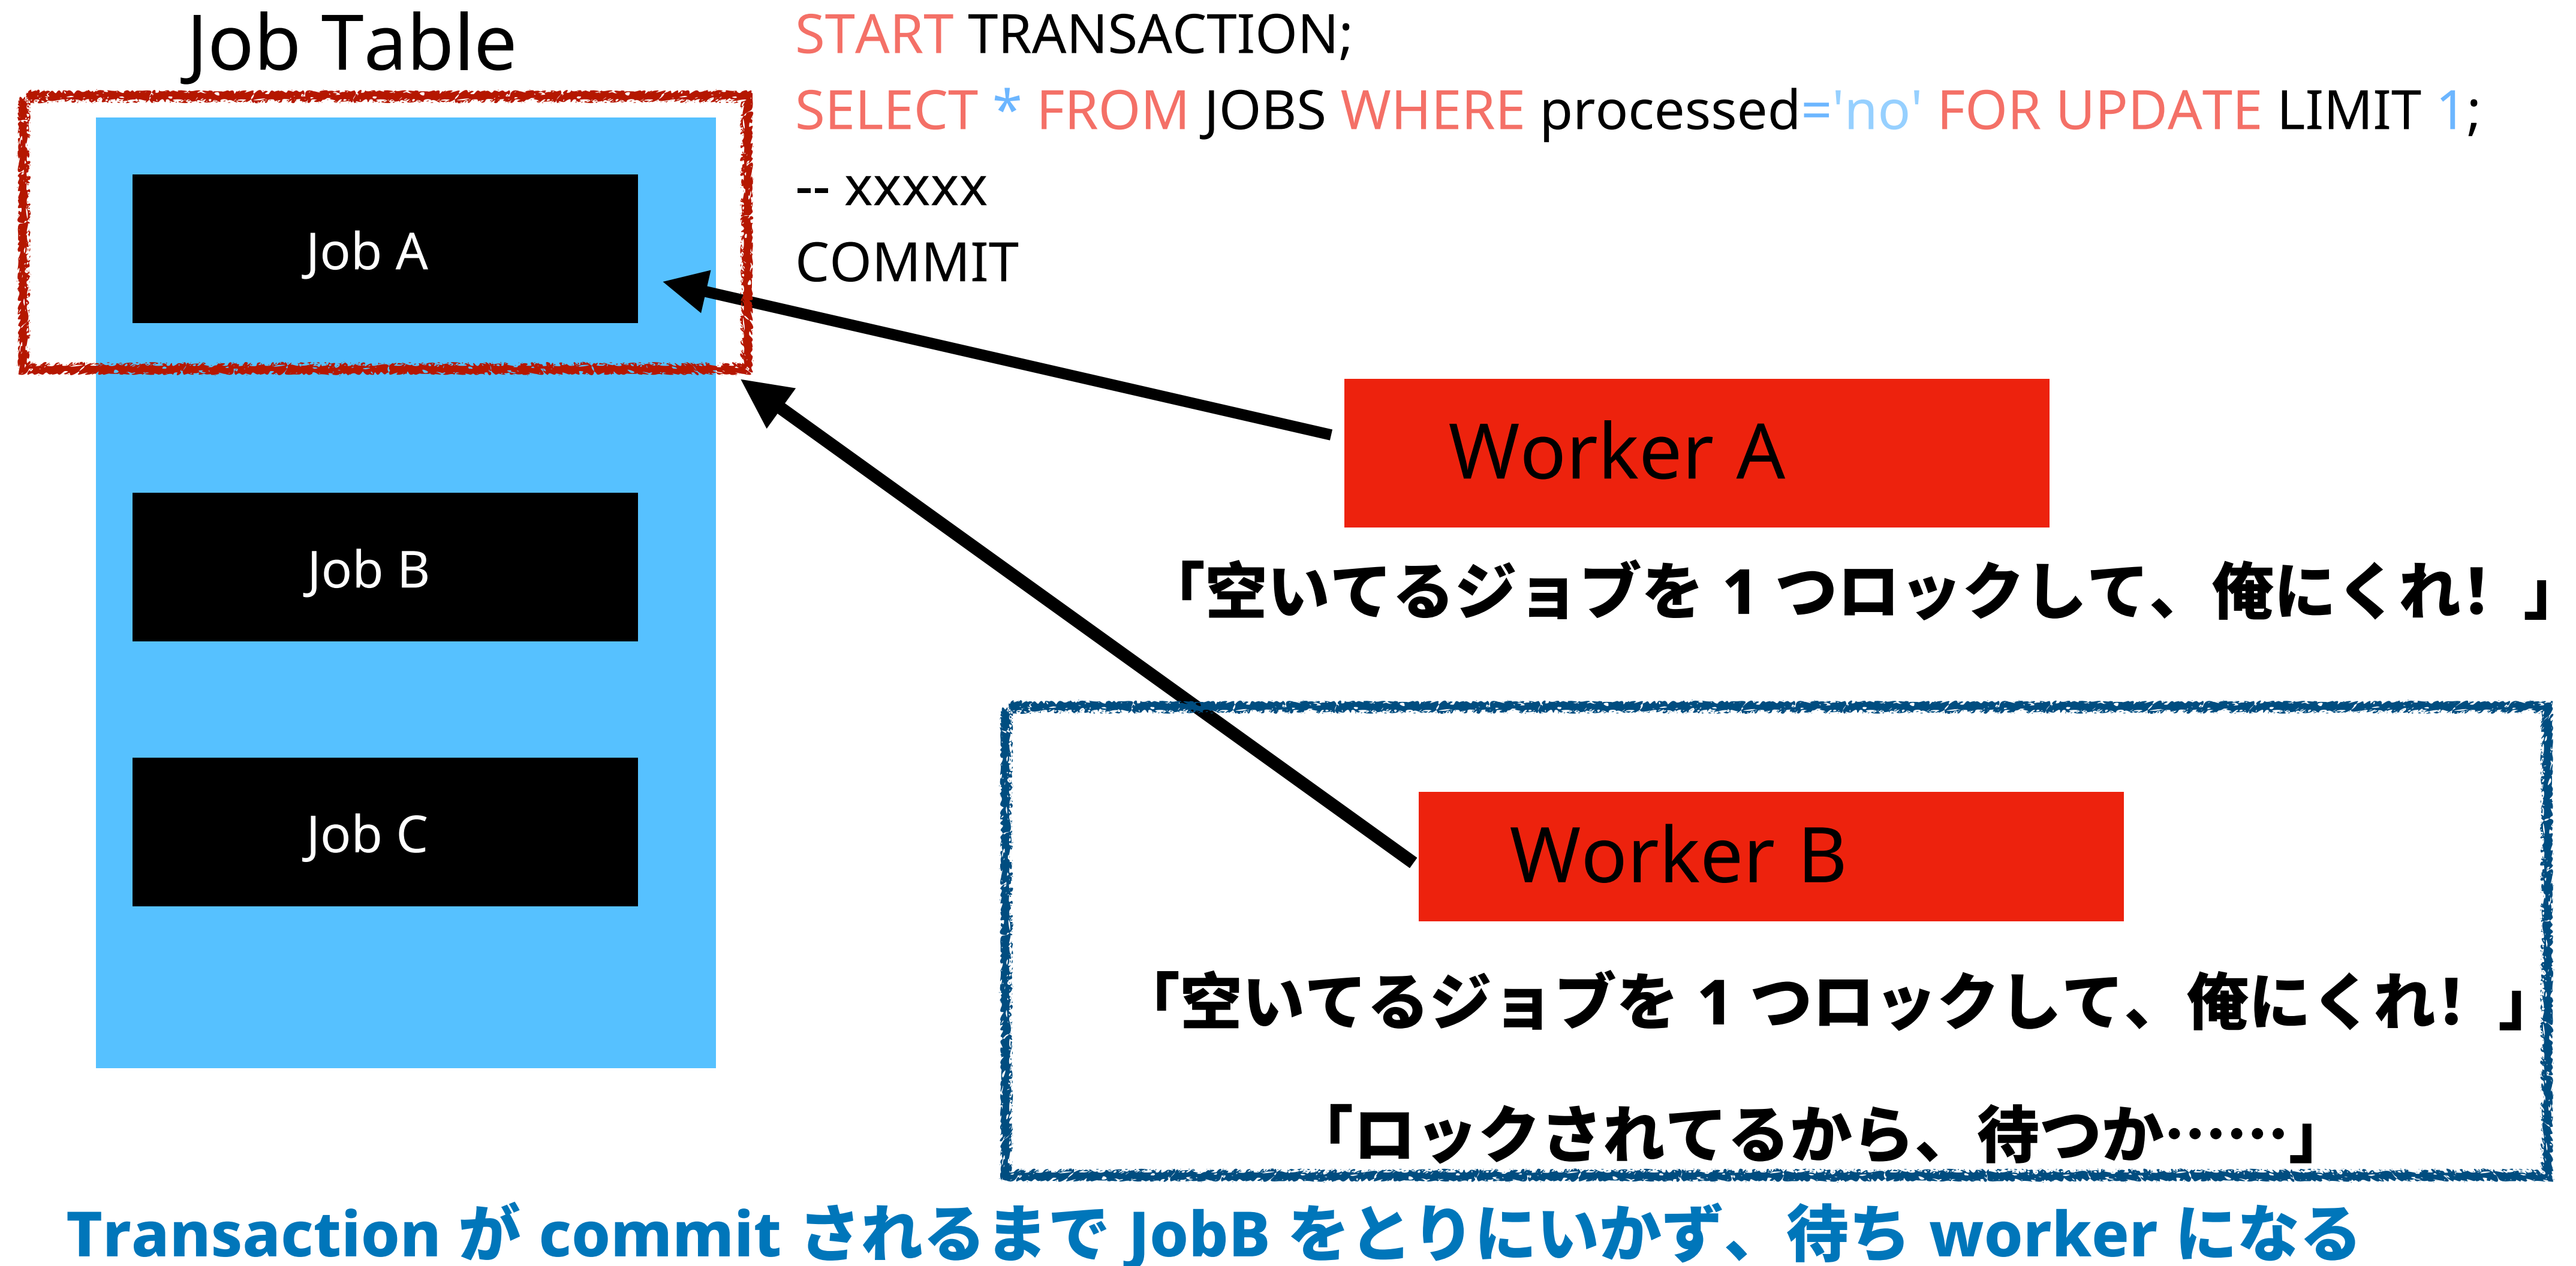 Job Table
START TRANSACTION;
SELECT * FROM JOBS WHERE processed='no' FOR UPDATE LIMIT 1;
-- xxxxx
COMMIT
Job A
Job B
Job C
Worker A
「空いてるジョブを 1 つロックして、俺にくれ！」
Worker B
「空いてるジョブを 1 つロックして、俺にくれ！」
「ロックされてるから、待つか……」
Transaction が commit されるまで JobB をとりにいかず、待ち worker になる